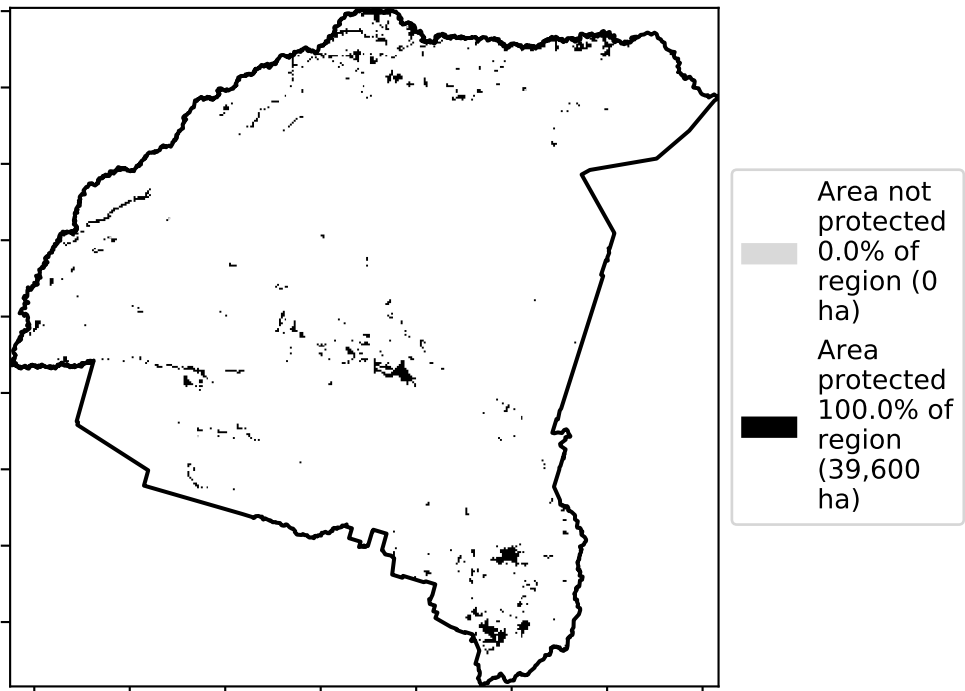 Area not
protected
0.0% of
region (0
ha)
Area
protected
100.0% of
region
(39,600
ha)